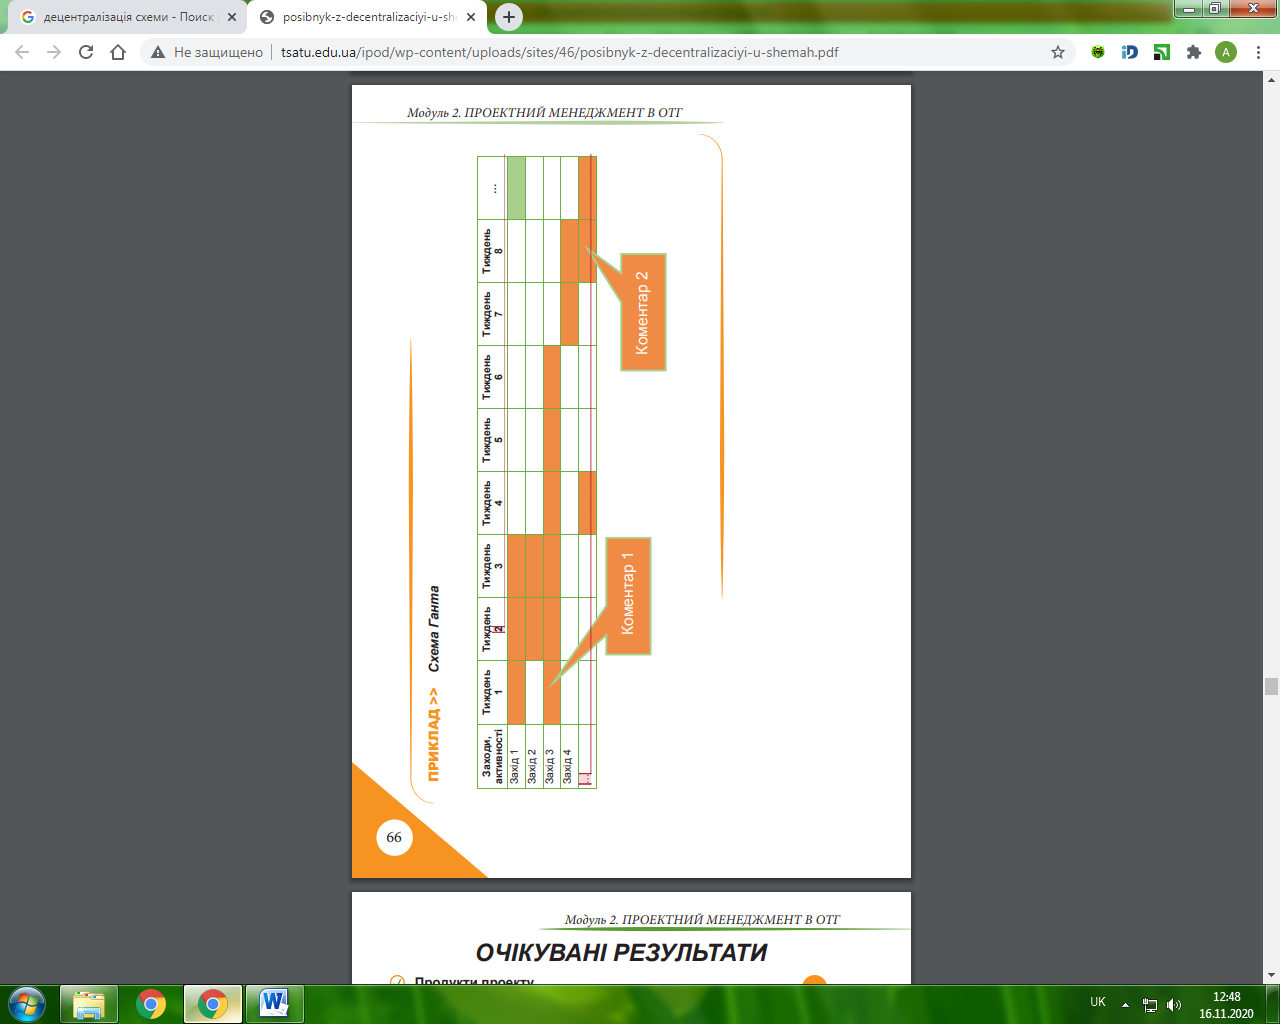 децентралізація схеми - Поиск
posibnyk-z-decentralizaciyi-u-she
Не защищено
tsatu.edu.ua/ipod/wp-content/uploads/sites/46/posibnyk-z-decentralizaciyi-u-shemah.pdf
A
Модуль 2. ПРОЕКТНИЙ МЕНЕДЖМЕНТ В ОТГ
ПРИКЛАД >> Схема Ганта
Заходи, активності
Тиждень 1
Тиждень 2
Тиждень 3
Тиждень 4
Тиждень 5
Тиждень 6
Тиждень 7
Тиждень 8
...
Захід 1
Захід 2
Захід 3
Захід 4
...
Коментар 1
Коментар 2
66
Модуль 2. ПРОЕКТНИЙ МЕНЕДЖМЕНТ В ОТГ
ОЧІКУВАНІ РЕЗУЛЬТАТИ
Продукти проекту
UK
12:48
16.11.2020